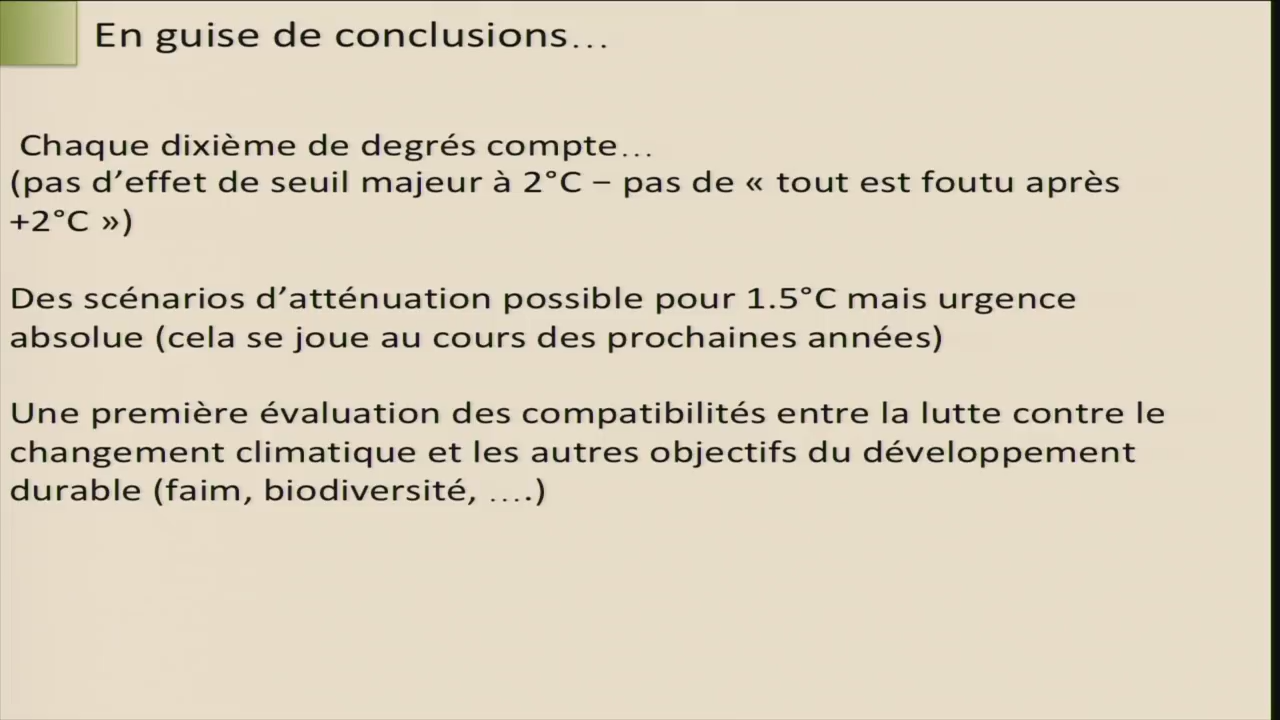 En guise de conclusions…
Chaque dixième de degrés compte…
(pas d’effet de seuil majeur à 2°C – pas de « tout est foutu après
+2°C »)
Des scénarios d’atténuation possible pour 1.5°C mais urgence
absolue (cela se joue au cours des prochaines années)
Une première évaluation des compatibilités entre la lutte contre le
changement climatique et les autres objectifs du développement
durable (faim, biodiversité, ….)